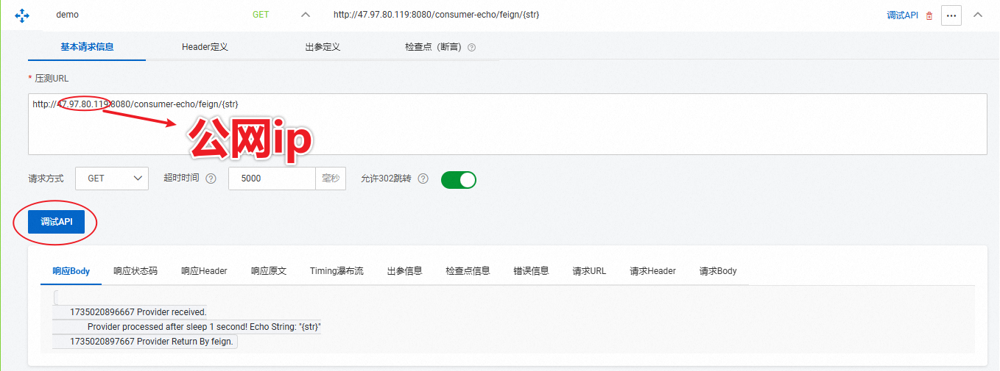 demo GET http://47.97.80.119:8080/consumer-echo/feign/{str} 调试API
基本请求信息 Header定义 出参定义 检查点（断言）
* 压测URL
http://47.97.80.119:8080/consumer-echo/feign/{str}
公网ip
请求方式 GET 超时时间 5000 毫秒 允许302跳转
调试API
响应Body 响应状态码 响应Header 响应原文 Timing瀑布流 出参信息 检查点信息 错误信息 请求URL 请求Header 请求Body
1735020896667 Provider received.
Provider processed after sleep 1 second! Echo String: "{str}"
1735020897667 Provider Return By feign.